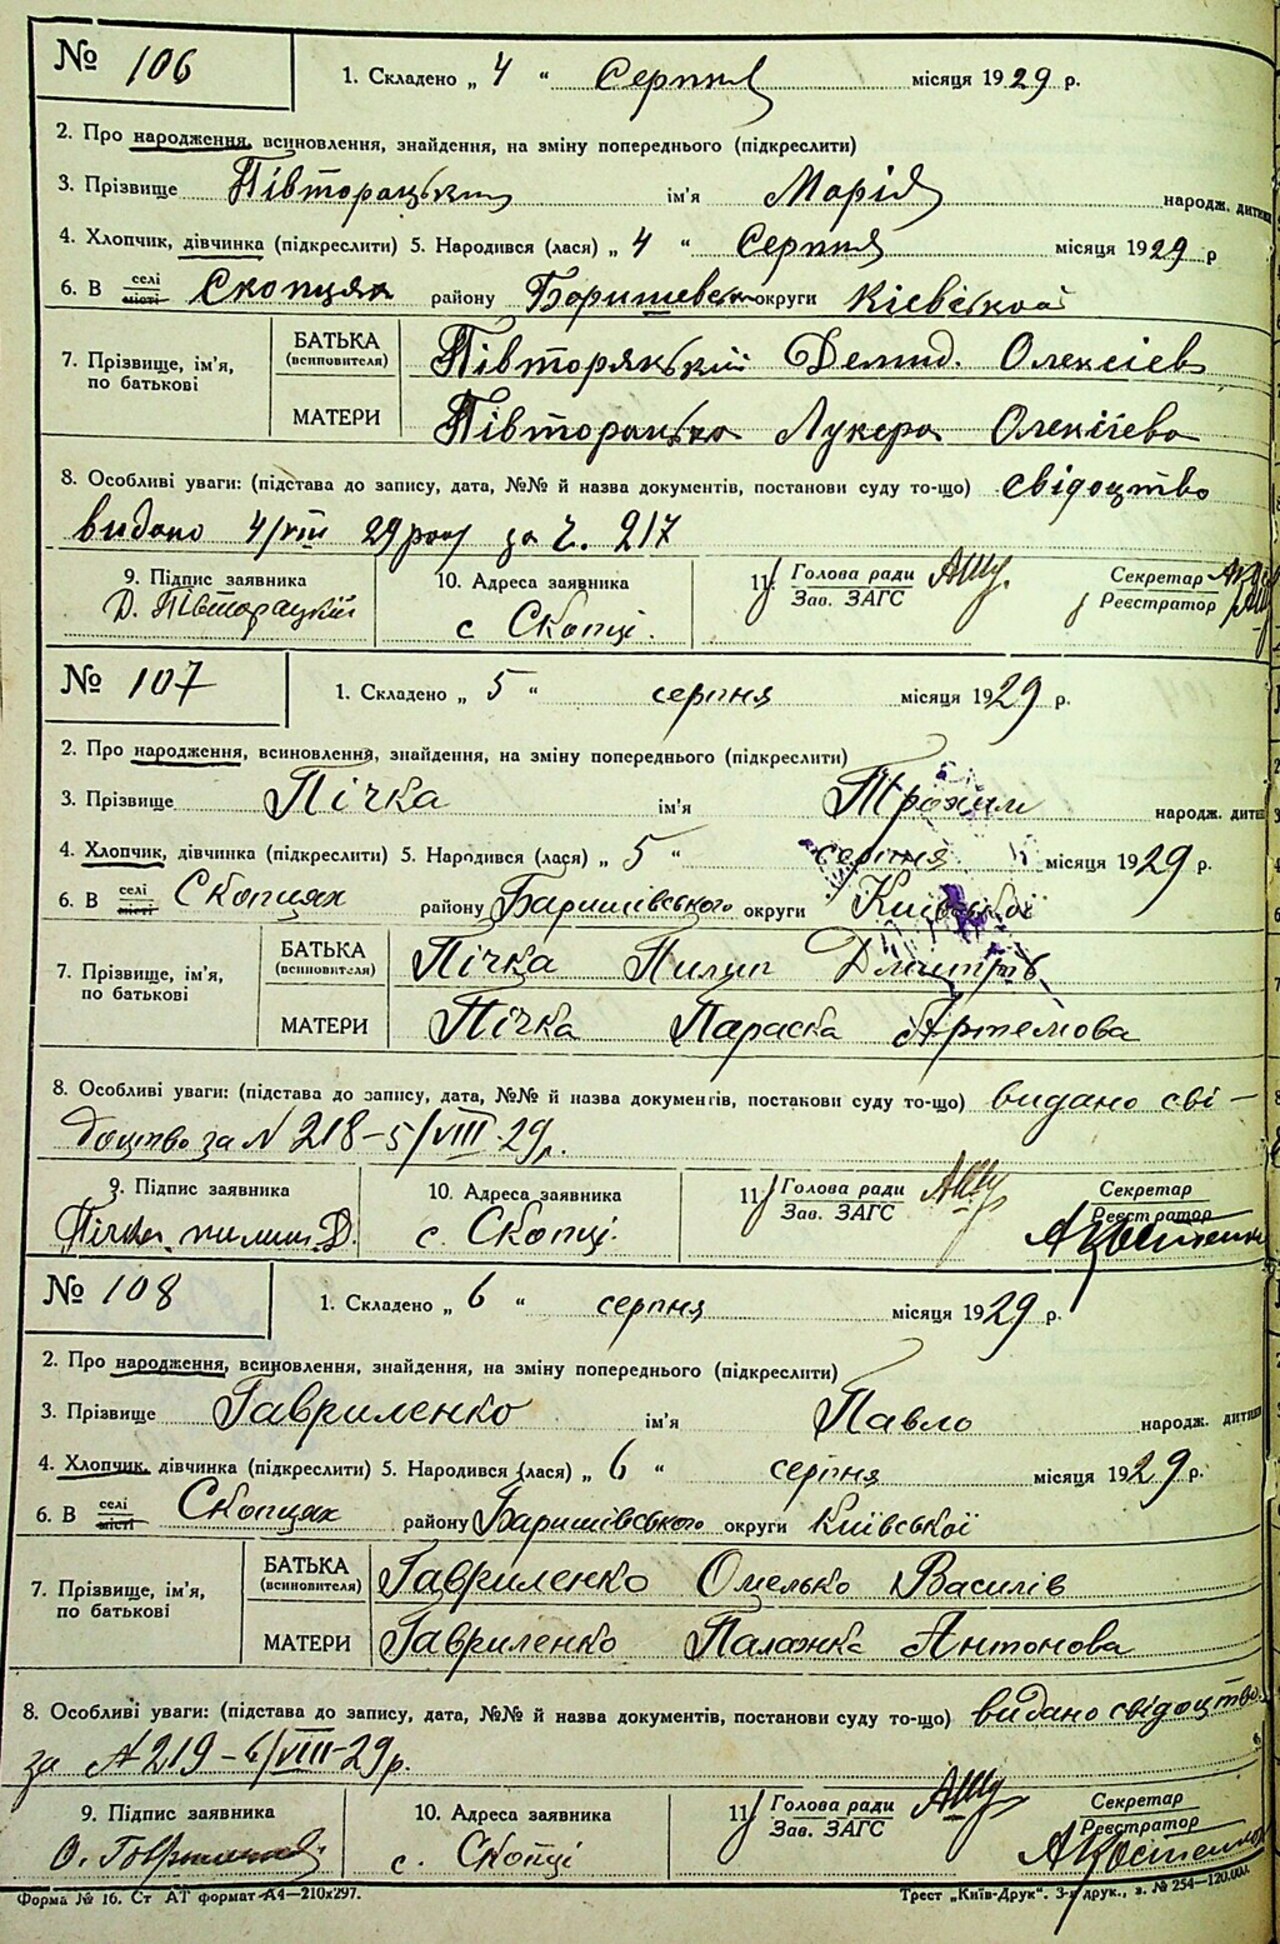 № 106
1. Складено „ 4 “ Серпня місяця 1929 р.
2. Про народження, всиновлення, знайдення, на зміну попереднього (підкреслити)
3. Прізвище Півторацький ім'я Марія народж. дитини
4. Хлопчик, дівчинка (підкреслити) 5. Народився (лася) „ 4 “ Серпня місяця 1929 р
6. В селі місті Скопцях району округи Кіевської
7. Прізвище, ім'я, по батькові
БАТЬКА (всиновителя) Півторякький Демид. Олексіев
МАТЕРИ Півторацька Лукера Олексіева
8. Особливі уваги: (підстава до запису, дата, №№ й назва документів, постанови суду то-що) свідоцтво
видано 4/VIII 29 року за ч. 217
9. Підпис заявника Д. Півторацкій
10. Адреса заявника с Скопці.
11. Голова ради Зав. ЗАГС
Секретар Реєстратор
№ 107
1. Складено „ 5 “ серпня місяця 1929 р.
2. Про народження, всиновлення, знайдення, на зміну попереднього (підкреслити)
3. Прізвище Пічка ім'я Трохим народж. дитини
4. Хлопчик, дівчинка (підкреслити) 5. Народився (лася) „ 5 “ серпня місяця 1929 р.
6. В селі місті Скопцях району Баришівського округи Київської
7. Прізвище, ім'я, по батькові
БАТЬКА (всиновителя) Пічка Пилип Дмитрів
МАТЕРИ Пічка Параска Артемова
8. Особливі уваги: (підстава до запису, дата, №№ й назва документів, постанови суду то-що) видано сві-
доцтво за N 218 – 5/VIII-29р.
9. Підпис заявника Пічка пилип Д.
10. Адреса заявника с. Скопці.
11. Голова ради Зав. ЗАГС
Секретар Реєстратор АКостенко
№ 108
1. Складено „ 6 “ серпня місяця 1929 р.
2. Про народження, всиновлення, знайдення, на зміну попереднього (підкреслити)
3. Прізвище Гавриленко ім'я Павло народж. дитини
4. Хлопчик, дівчинка (підкреслити) 5. Народився (лася) „ 6 “ серпня місяця 1929 р.
6. В селі місті Скопцях району Баришівського округи Київської
7. Прізвище, ім'я, по батькові
БАТЬКА (всиновителя) Гавриленко Омелько Василів
МАТЕРИ Гавриленко Палажка Антонова
8. Особливі уваги: (підстава до запису, дата, №№ й назва документів, постанови суду то-що) видано свідоцтво
за N 219 – 6/VIII-29р.
9. Підпис заявника О. Гавриленко
10. Адреса заявника с. Скопці
11. Голова ради Зав. ЗАГС
Секретар Реєстратор АКостенко
Форма № 16. Ст АТ формат А4—210х297.
Трест „Київ-Друк“. 3-я друк., з. № 254—120.000.